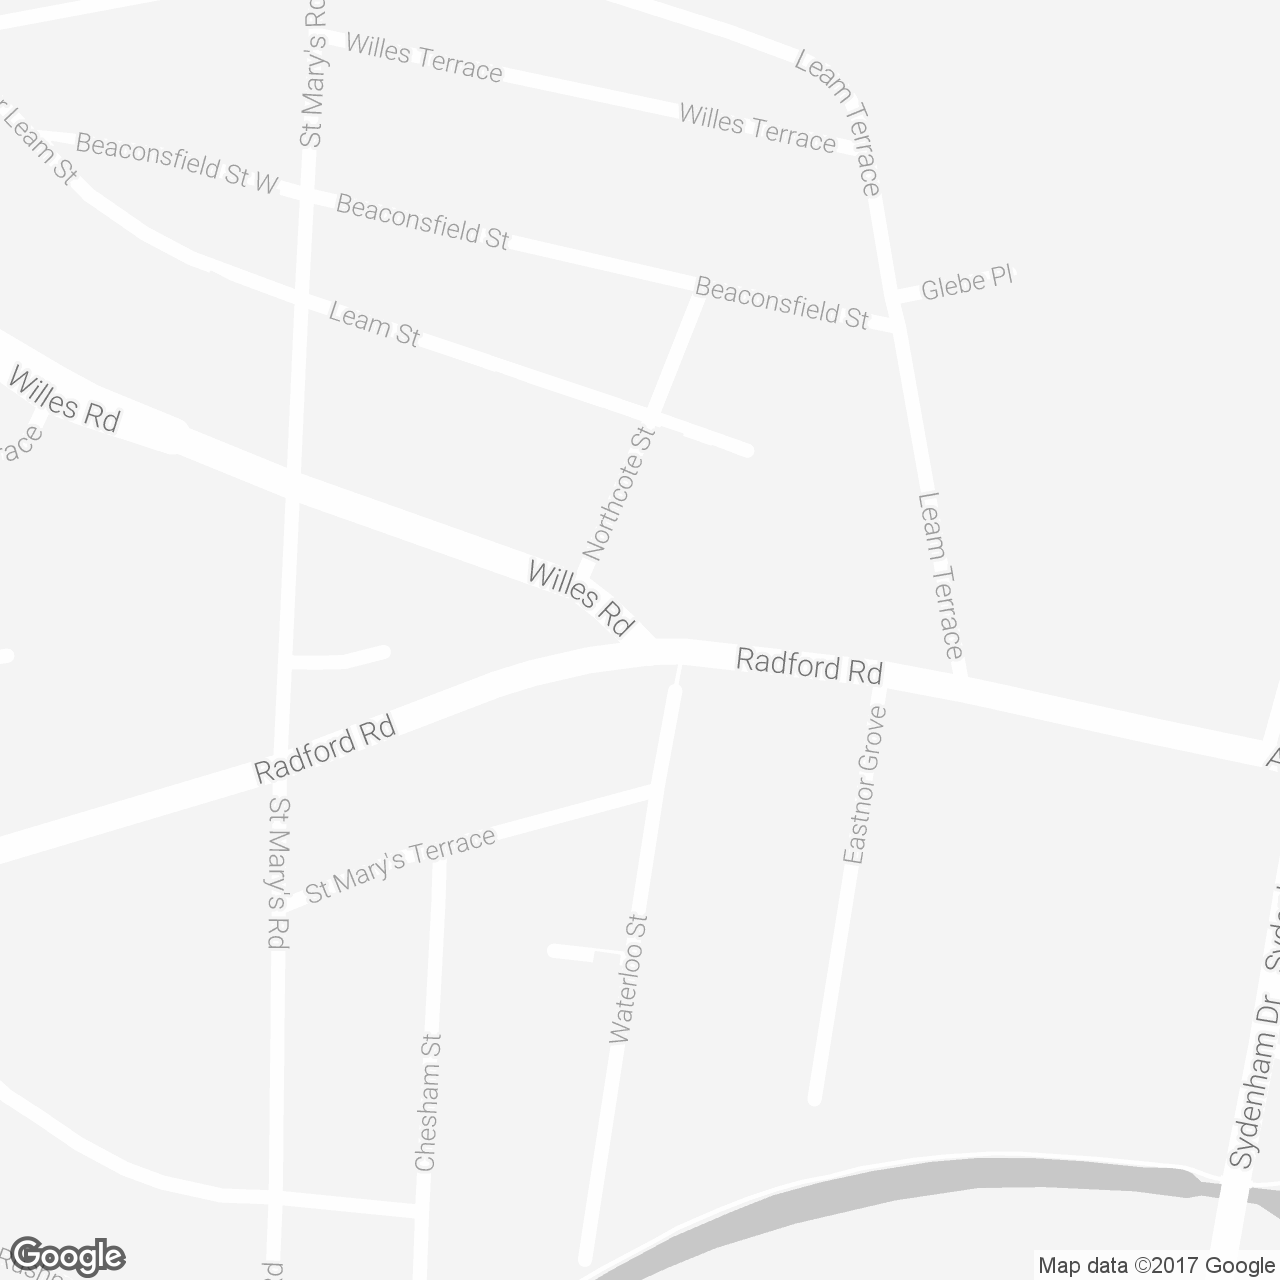 St Mary's Rd
Willes Terrace
Leam Terrace
Willes Terrace
Leam St
Beaconsfield St W
Beaconsfield St
Glebe Pl
Beaconsfield St
Leam St
Willes Rd
Northcote St
Leam Terrace
Willes Rd
Radford Rd
Radford Rd
Eastnor Grove
St Mary's Rd
St Mary's Terrace
Waterloo St
Chesham St
Sydenham Dr
Google
Map data ©2017 Google